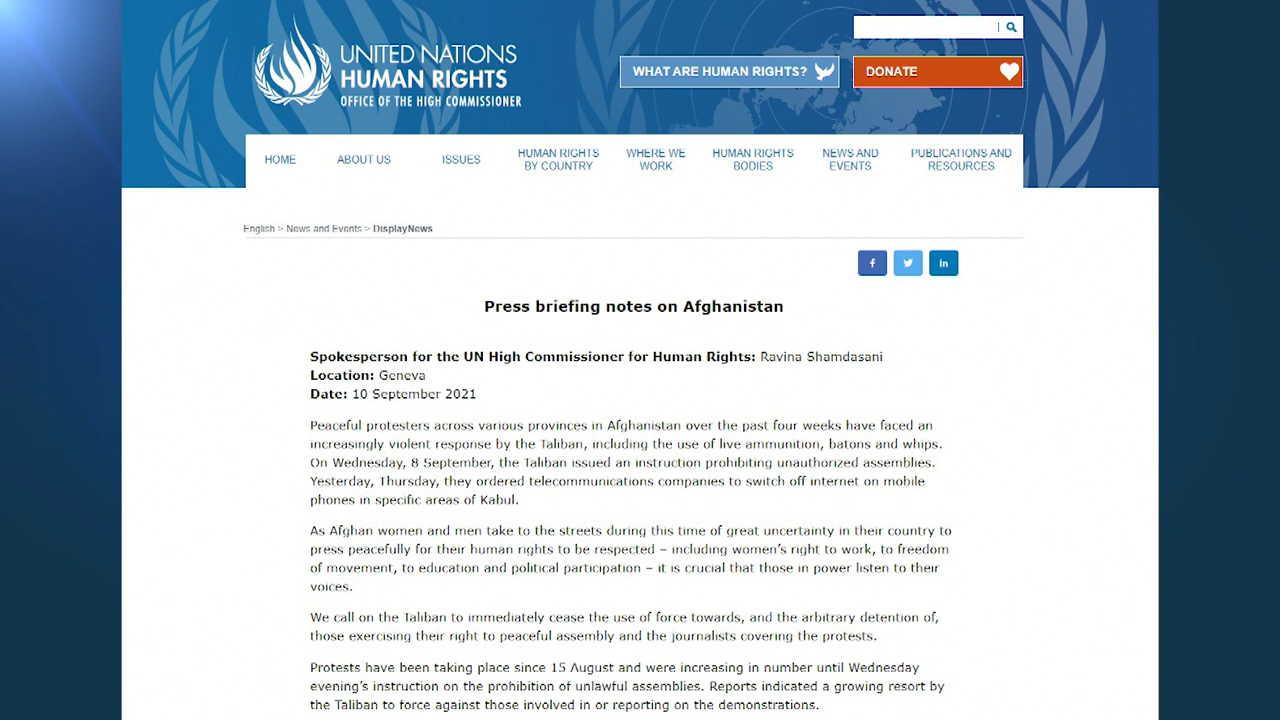 UNITED NATIONS
HUMAN RIGHTS
OFFICE OF THE HIGH COMMISSIONER
WHAT ARE HUMAN RIGHTS?
DONATE
HOME
ABOUT US
ISSUES
HUMAN RIGHTS
BY COUNTRY
WHERE WE
WORK
HUMAN RIGHTS
BODIES
NEWS AND
EVENTS
PUBLICATIONS AND
RESOURCES
English > News and Events > DisplayNews
f
in
Press briefing notes on Afghanistan
Spokesperson for the UN High Commissioner for Human Rights: Ravina Shamdasani
Location: Geneva
Date: 10 September 2021
Peaceful protesters across various provinces in Afghanistan over the past four weeks have faced an
increasingly violent response by the Taliban, including the use of live ammunition, batons and whips.
On Wednesday, 8 September, the Taliban issued an instruction prohibiting unauthorized assemblies.
Yesterday, Thursday, they ordered telecommunications companies to switch off internet on mobile
phones in specific areas of Kabul.
As Afghan women and men take to the streets during this time of great uncertainty in their country to
press peacefully for their human rights to be respected – including women’s right to work, to freedom
of movement, to education and political participation – it is crucial that those in power listen to their
voices.
We call on the Taliban to immediately cease the use of force towards, and the arbitrary detention of,
those exercising their right to peaceful assembly and the journalists covering the protests.
Protests have been taking place since 15 August and were increasing in number until Wednesday
evening’s instruction on the prohibition of unlawful assemblies. Reports indicated a growing resort by
the Taliban to force against those involved in or reporting on the demonstrations.